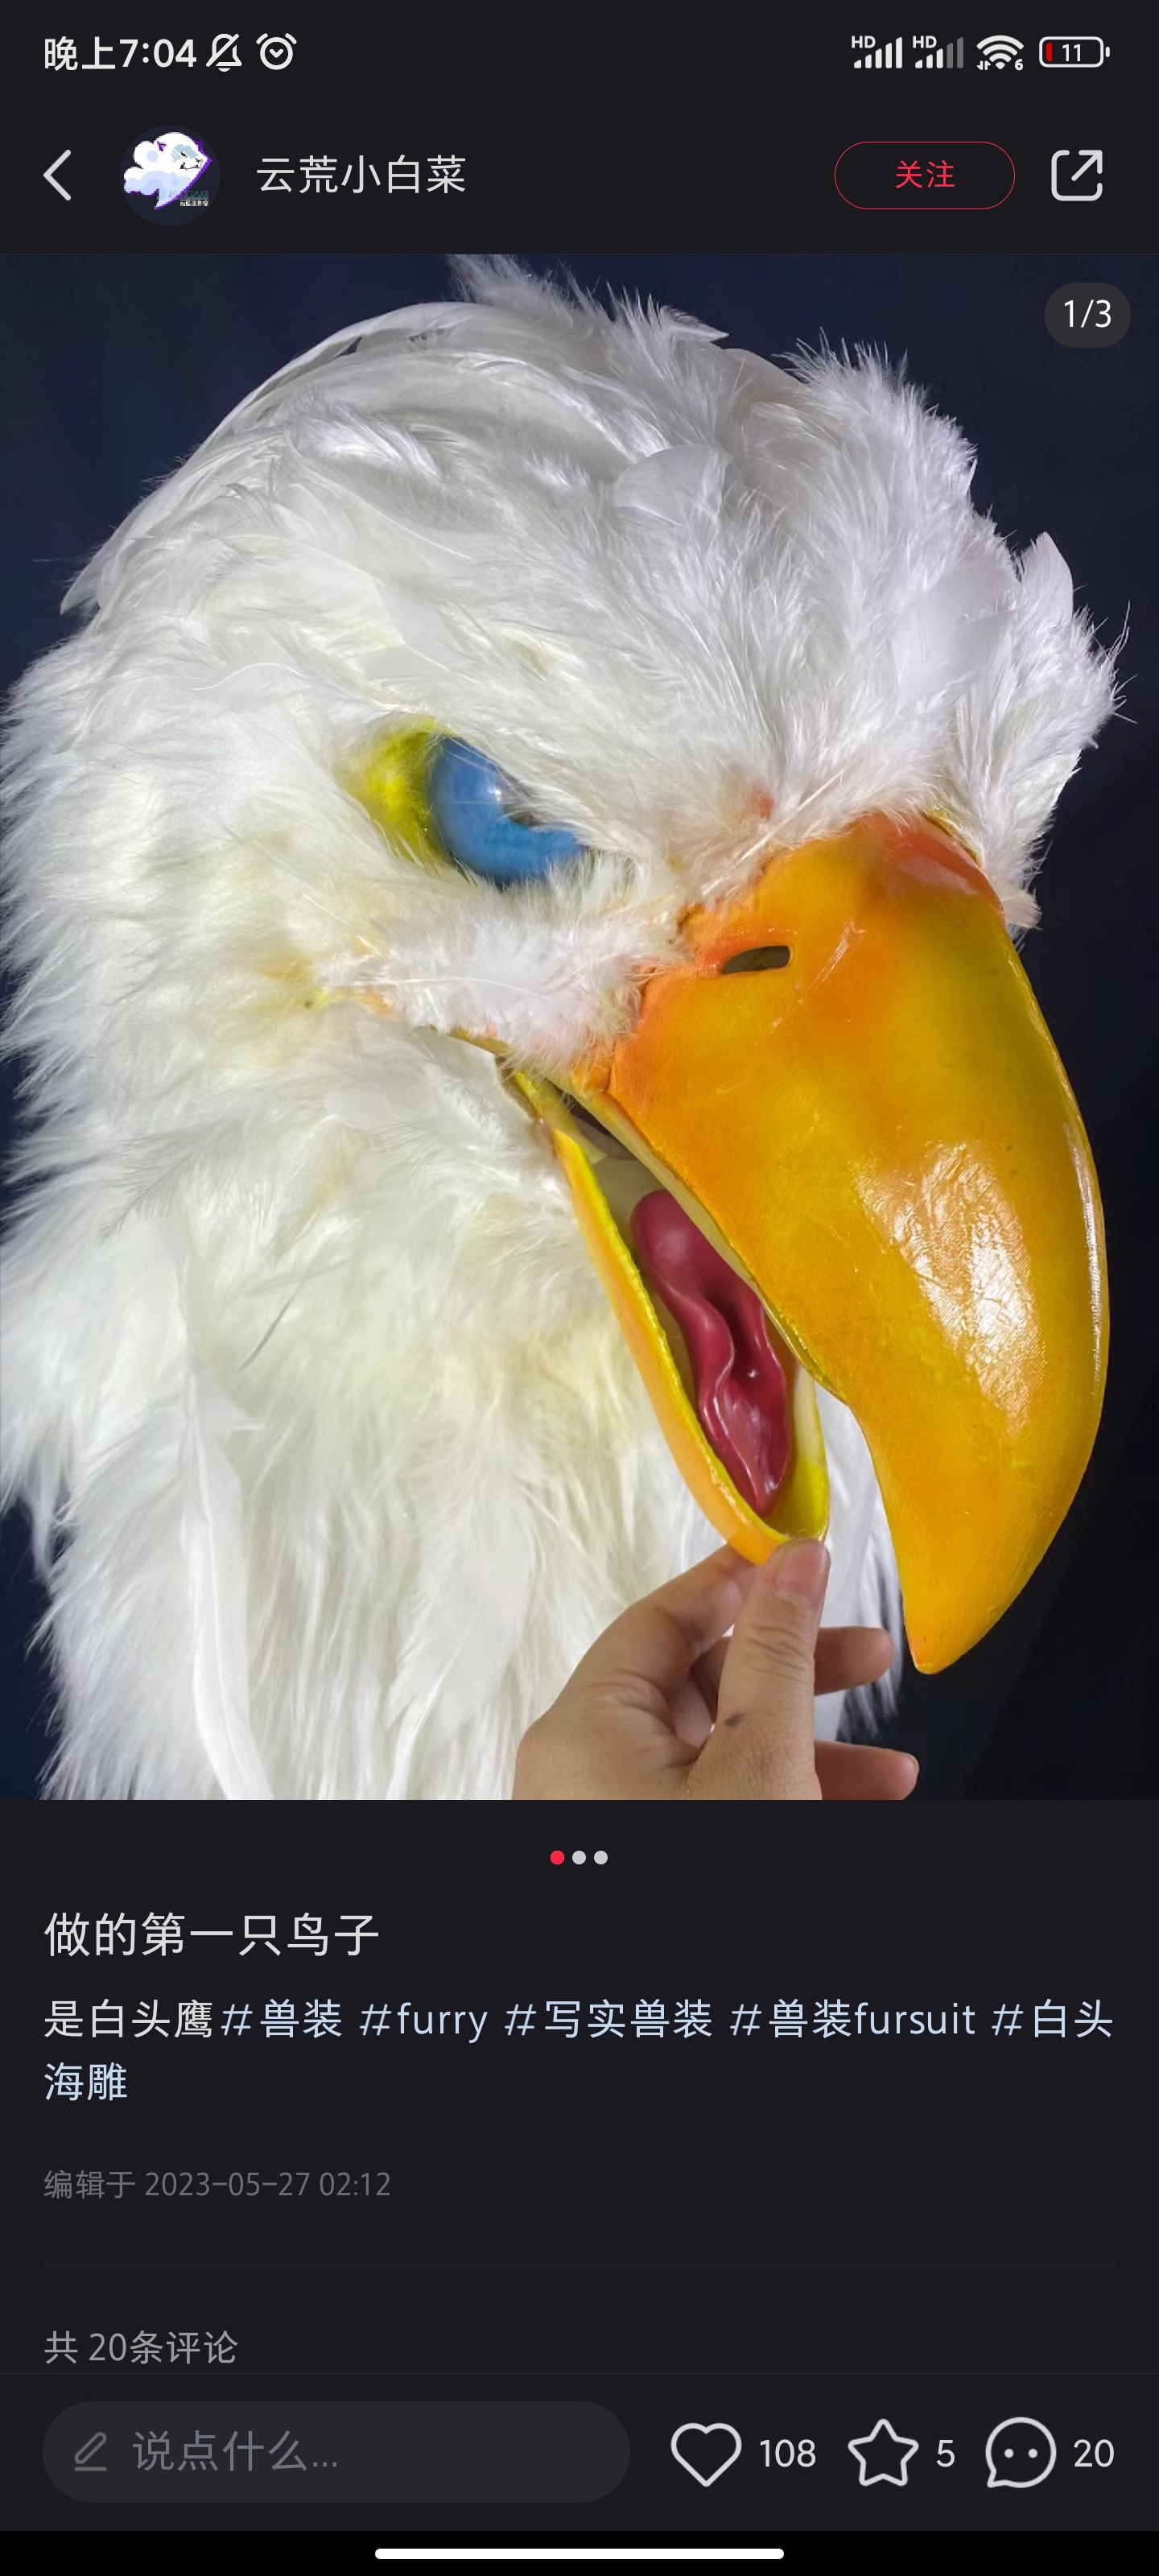 晚上7:04
HD HD 6 11
云荒小白菜
关注
1/3
做的第一只鸟子
是白头鹰#兽装 #furry #写实兽装 #兽装fursuit #白头
海雕
编辑于 2023-05-27 02:12
共 20条评论
说点什么...
108
5
20